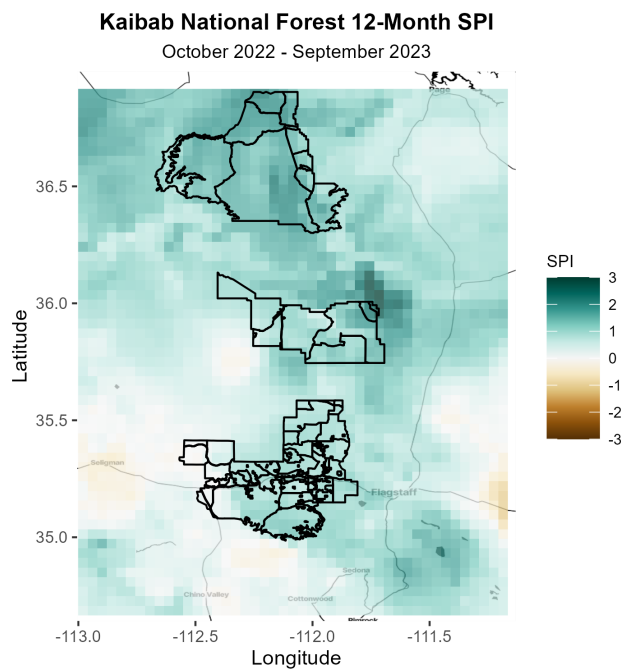 Kaibab National Forest 12-Month SPI
October 2022 - September 2023
Page
36.5
36.0
35.5
35.0
Latitude
Seligman
Flagstaff
Sedona
Chino Valley
Cottonwood
Rimrock
-113.0
-112.5
-112.0
-111.5
Longitude
SPI
3
2
1
0
-1
-2
-3